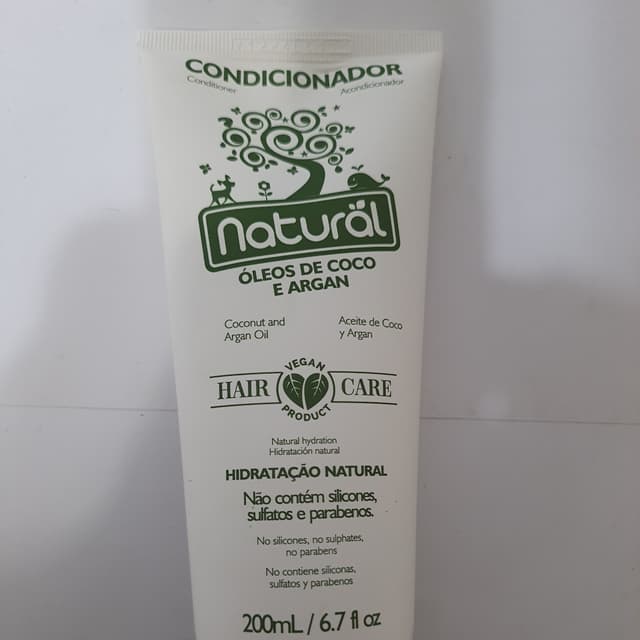 CONDICIONADOR
Conditioner
Acondicionador
naturäl
ÓLEOS DE COCO
E ARGAN
Coconut and
Argan Oil
Aceite de Coco
y Argan
VEGAN
HAIR CARE
PRODUCT
Natural hydration
Hidratación natural
HIDRATAÇÃO NATURAL
Não contém silicones,
sulfatos e parabenos.
No silicones, no sulphates,
no parabens
No contiene siliconas,
sulfatos y parabenos
200mL / 6.7 fl oz